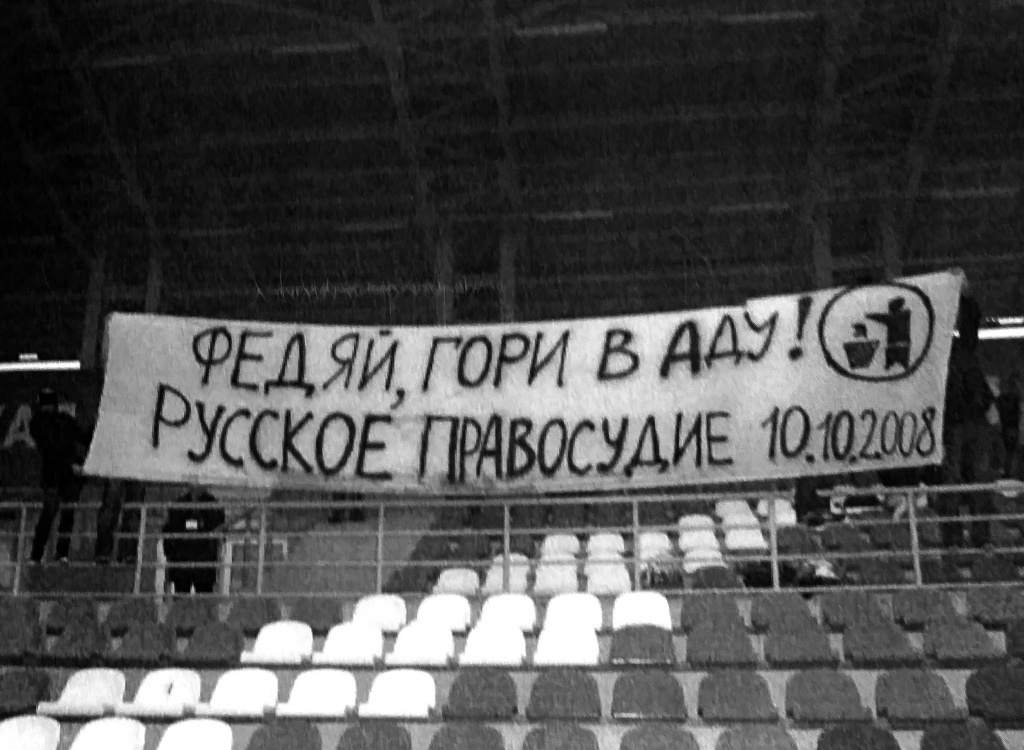 ФЕДЯЙ, ГОРИ В АДУ!
РУССКОЕ ПРАВОСУДИЕ 10.10.2008